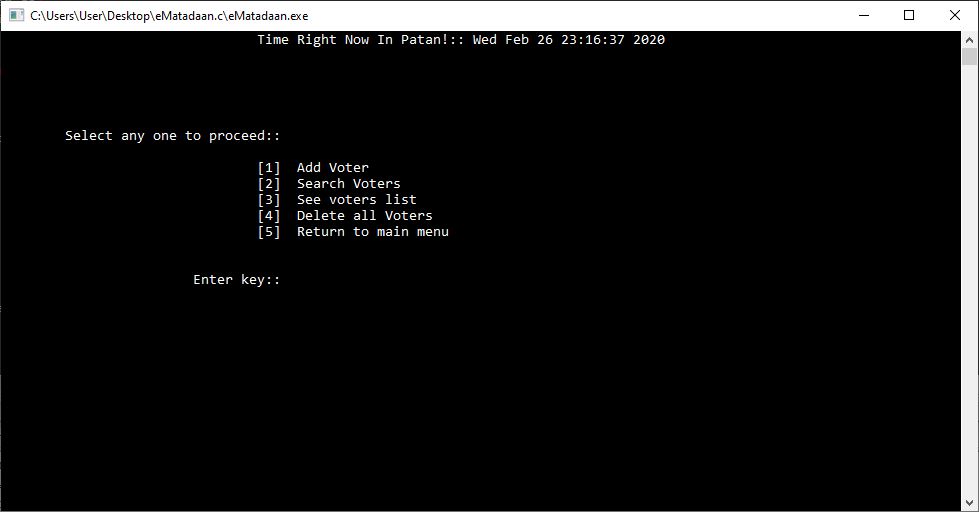 C:\Users\User\Desktop\eMatadaan.c\eMatadaan.exe
Time Right Now In Patan!:: Wed Feb 26 23:16:37 2020
Select any one to proceed::
[1] Add Voter
[2] Search Voters
[3] See voters list
[4] Delete all Voters
[5] Return to main menu
Enter key::